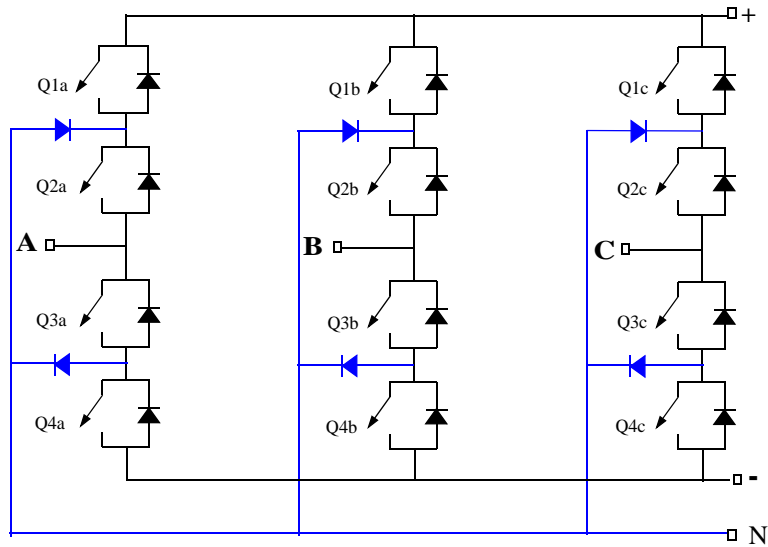 +
Q1a Q1b Q1c
Q2a Q2b Q2c
A B C
Q3a Q3b Q3c
Q4a Q4b Q4c
-
N